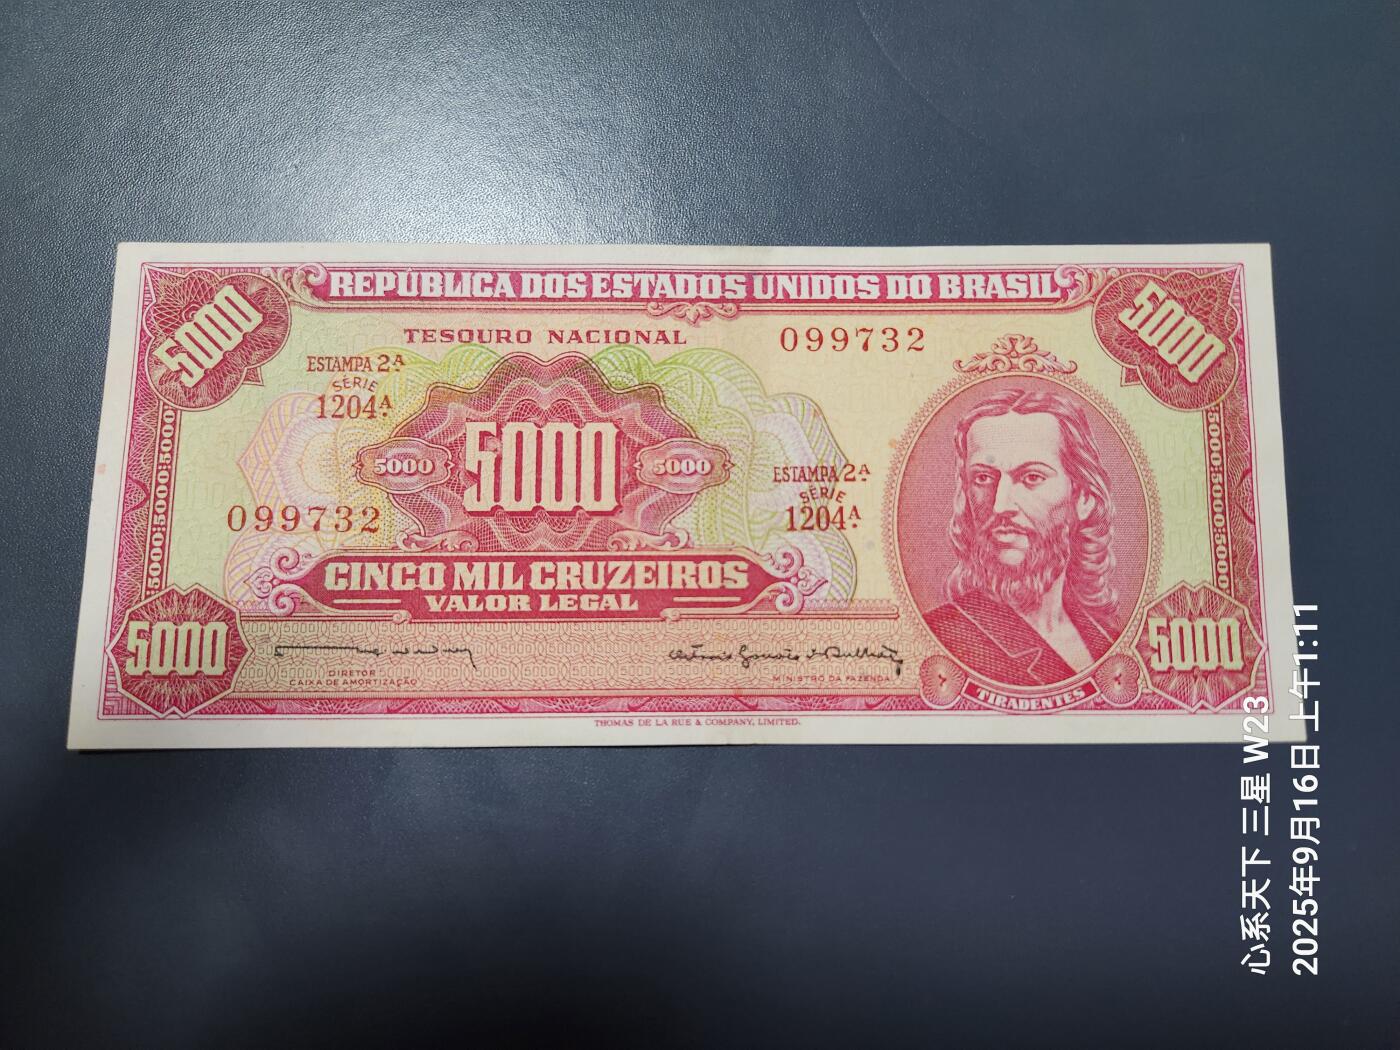 REPÚBLICA DOS ESTADOS UNIDOS DO BRASIL
5000
5000
TESOURO NACIONAL
099732
ESTAMPA 2ᴬ
SÉRIE
1204ᴬ
5000
5000
5000
ESTAMPA 2ᴬ
SÉRIE
1204ᴬ
099732
CINCO MIL CRUZEIROS
VALOR LEGAL
5000
5000
DIRETOR
CAIXA DE AMORTIZAÇÃO
MINISTRO DA FAZENDA
TIRADENTES
THOMAS DE LA RUE & COMPANY, LIMITED.
心系天下 三星 W23
2025年9月16日 上午1:11